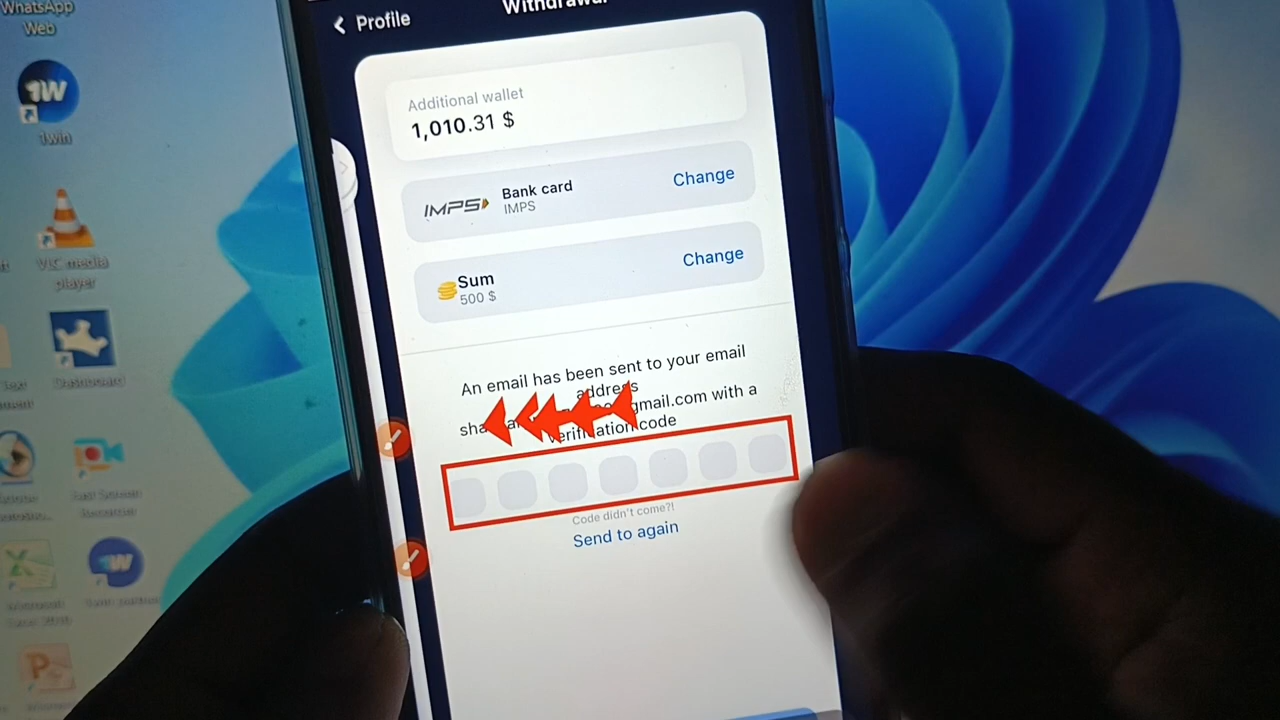 WhatsApp
Web
Profile
Withdrawal
Additional wallet
1,010.31 $
1W
1win
IMPS
Bank card
IMPS
Change
Sum
500 $
Change
VLC media
player
An email has been sent to your email
address
gmail.com with a
verification code
Dashboard
Code didn't come?!
Send to again
1W